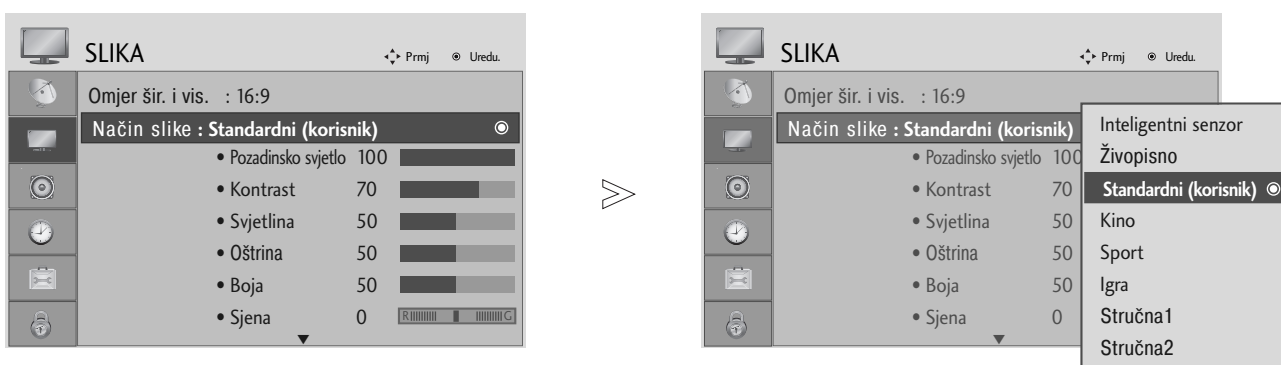 SLIKA
Prmj ◉ Uredu.
Omjer šir. i vis. : 16:9
Način slike : Standardni (korisnik) ◉
• Pozadinsko svjetlo 100
• Kontrast 70
• Svjetlina 50
• Oštrina 50
• Boja 50
• Sjena 0 R G
SLIKA
Prmj ◉ Uredu.
Omjer šir. i vis. : 16:9
Način slike : Standardni (korisnik)
• Pozadinsko svjetlo 100
• Kontrast 70
• Svjetlina 50
• Oštrina 50
• Boja 50
• Sjena 0
Inteligentni senzor
Živopisno
Standardni (korisnik) ◉
Kino
Sport
Igra
Stručna1
Stručna2